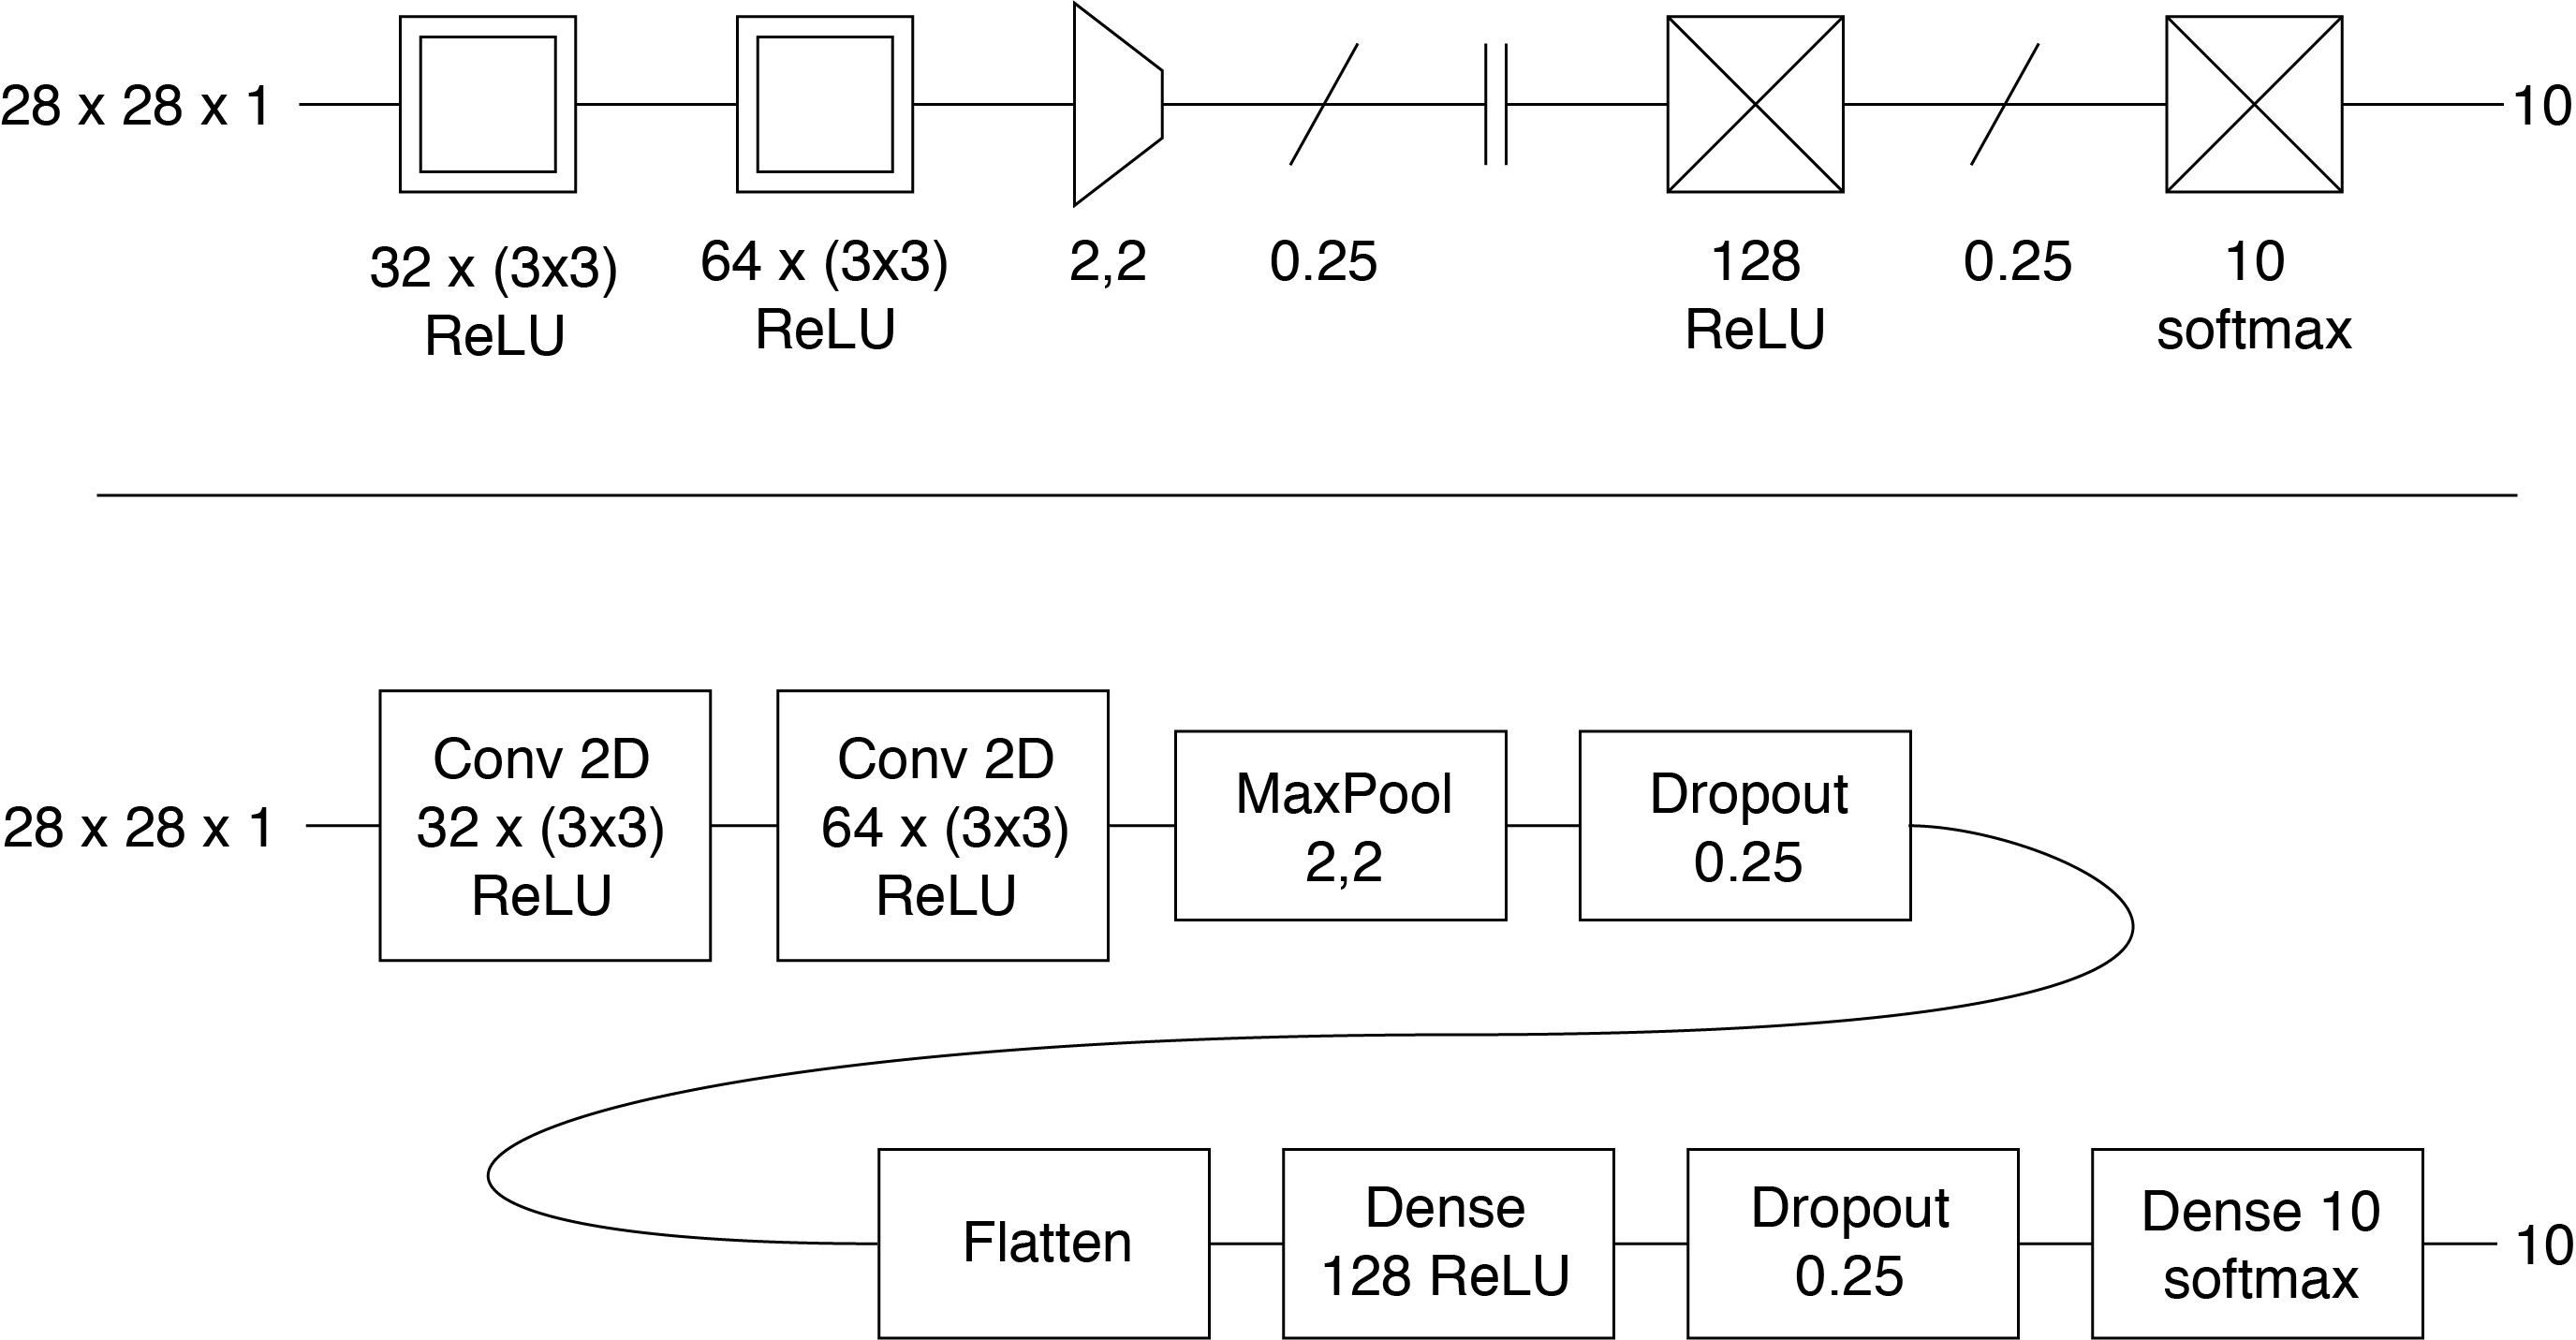 28 x 28 x 1
32 x (3x3)
ReLU
64 x (3x3)
ReLU
2,2
0.25
128
ReLU
0.25
10
softmax
10
28 x 28 x 1
Conv 2D
32 x (3x3)
ReLU
Conv 2D
64 x (3x3)
ReLU
MaxPool
2,2
Dropout
0.25
Flatten
Dense
128 ReLU
Dropout
0.25
Dense 10
softmax
10